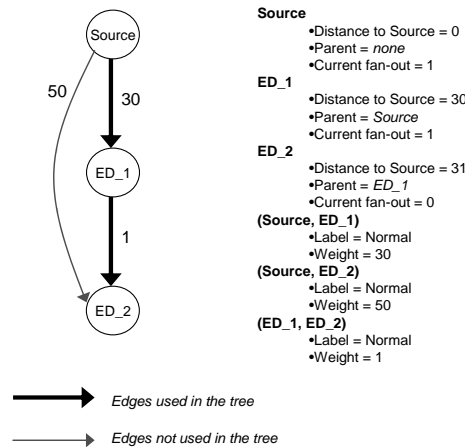 Source
50
30
ED_1
1
ED_2
Source
•Distance to Source = 0
•Parent = none
•Current fan-out = 1
ED_1
•Distance to Source = 30
•Parent = Source
•Current fan-out = 1
ED_2
•Distance to Source = 31
•Parent = ED_1
•Current fan-out = 0
(Source, ED_1)
•Label = Normal
•Weight = 30
(Source, ED_2)
•Label = Normal
•Weight = 50
(ED_1, ED_2)
•Label = Normal
•Weight = 1
Edges used in the tree
Edges not used in the tree